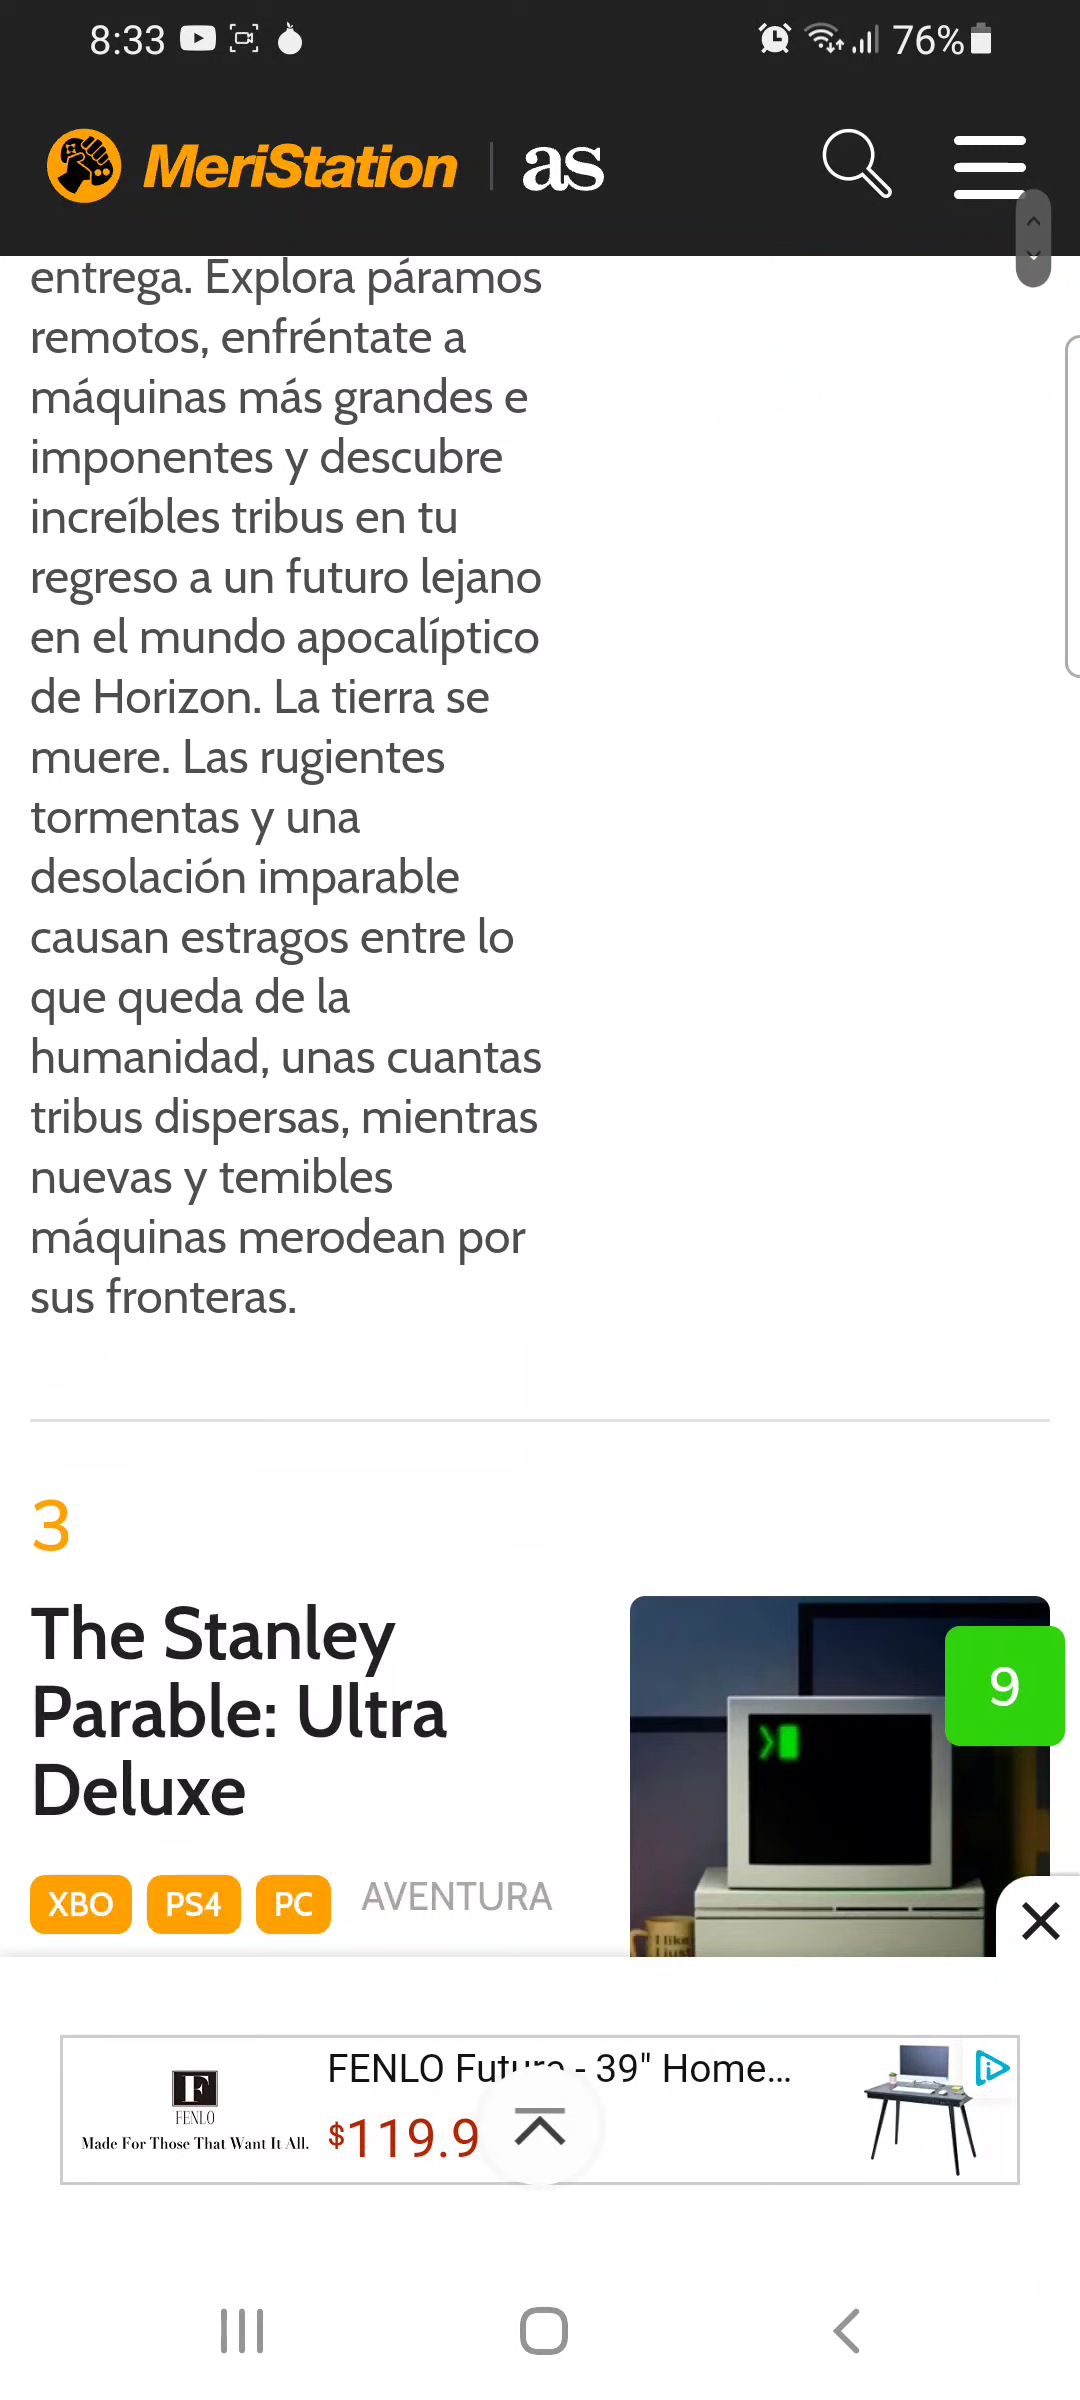 8:33
76%
MeriStation
as
entrega. Explora páramos
remotos, enfréntate a
máquinas más grandes e
imponentes y descubre
increíbles tribus en tu
regreso a un futuro lejano
en el mundo apocalíptico
de Horizon. La tierra se
muere. Las rugientes
tormentas y una
desolación imparable
causan estragos entre lo
que queda de la
humanidad, unas cuantas
tribus dispersas, mientras
nuevas y temibles
máquinas merodean por
sus fronteras.
3
The Stanley
Parable: Ultra
Deluxe
9
XBO PS4 PC AVENTURA
I like
F
FENLO
Made For Those That Want It All.
FENLO Future - 39" Home...
$119.9